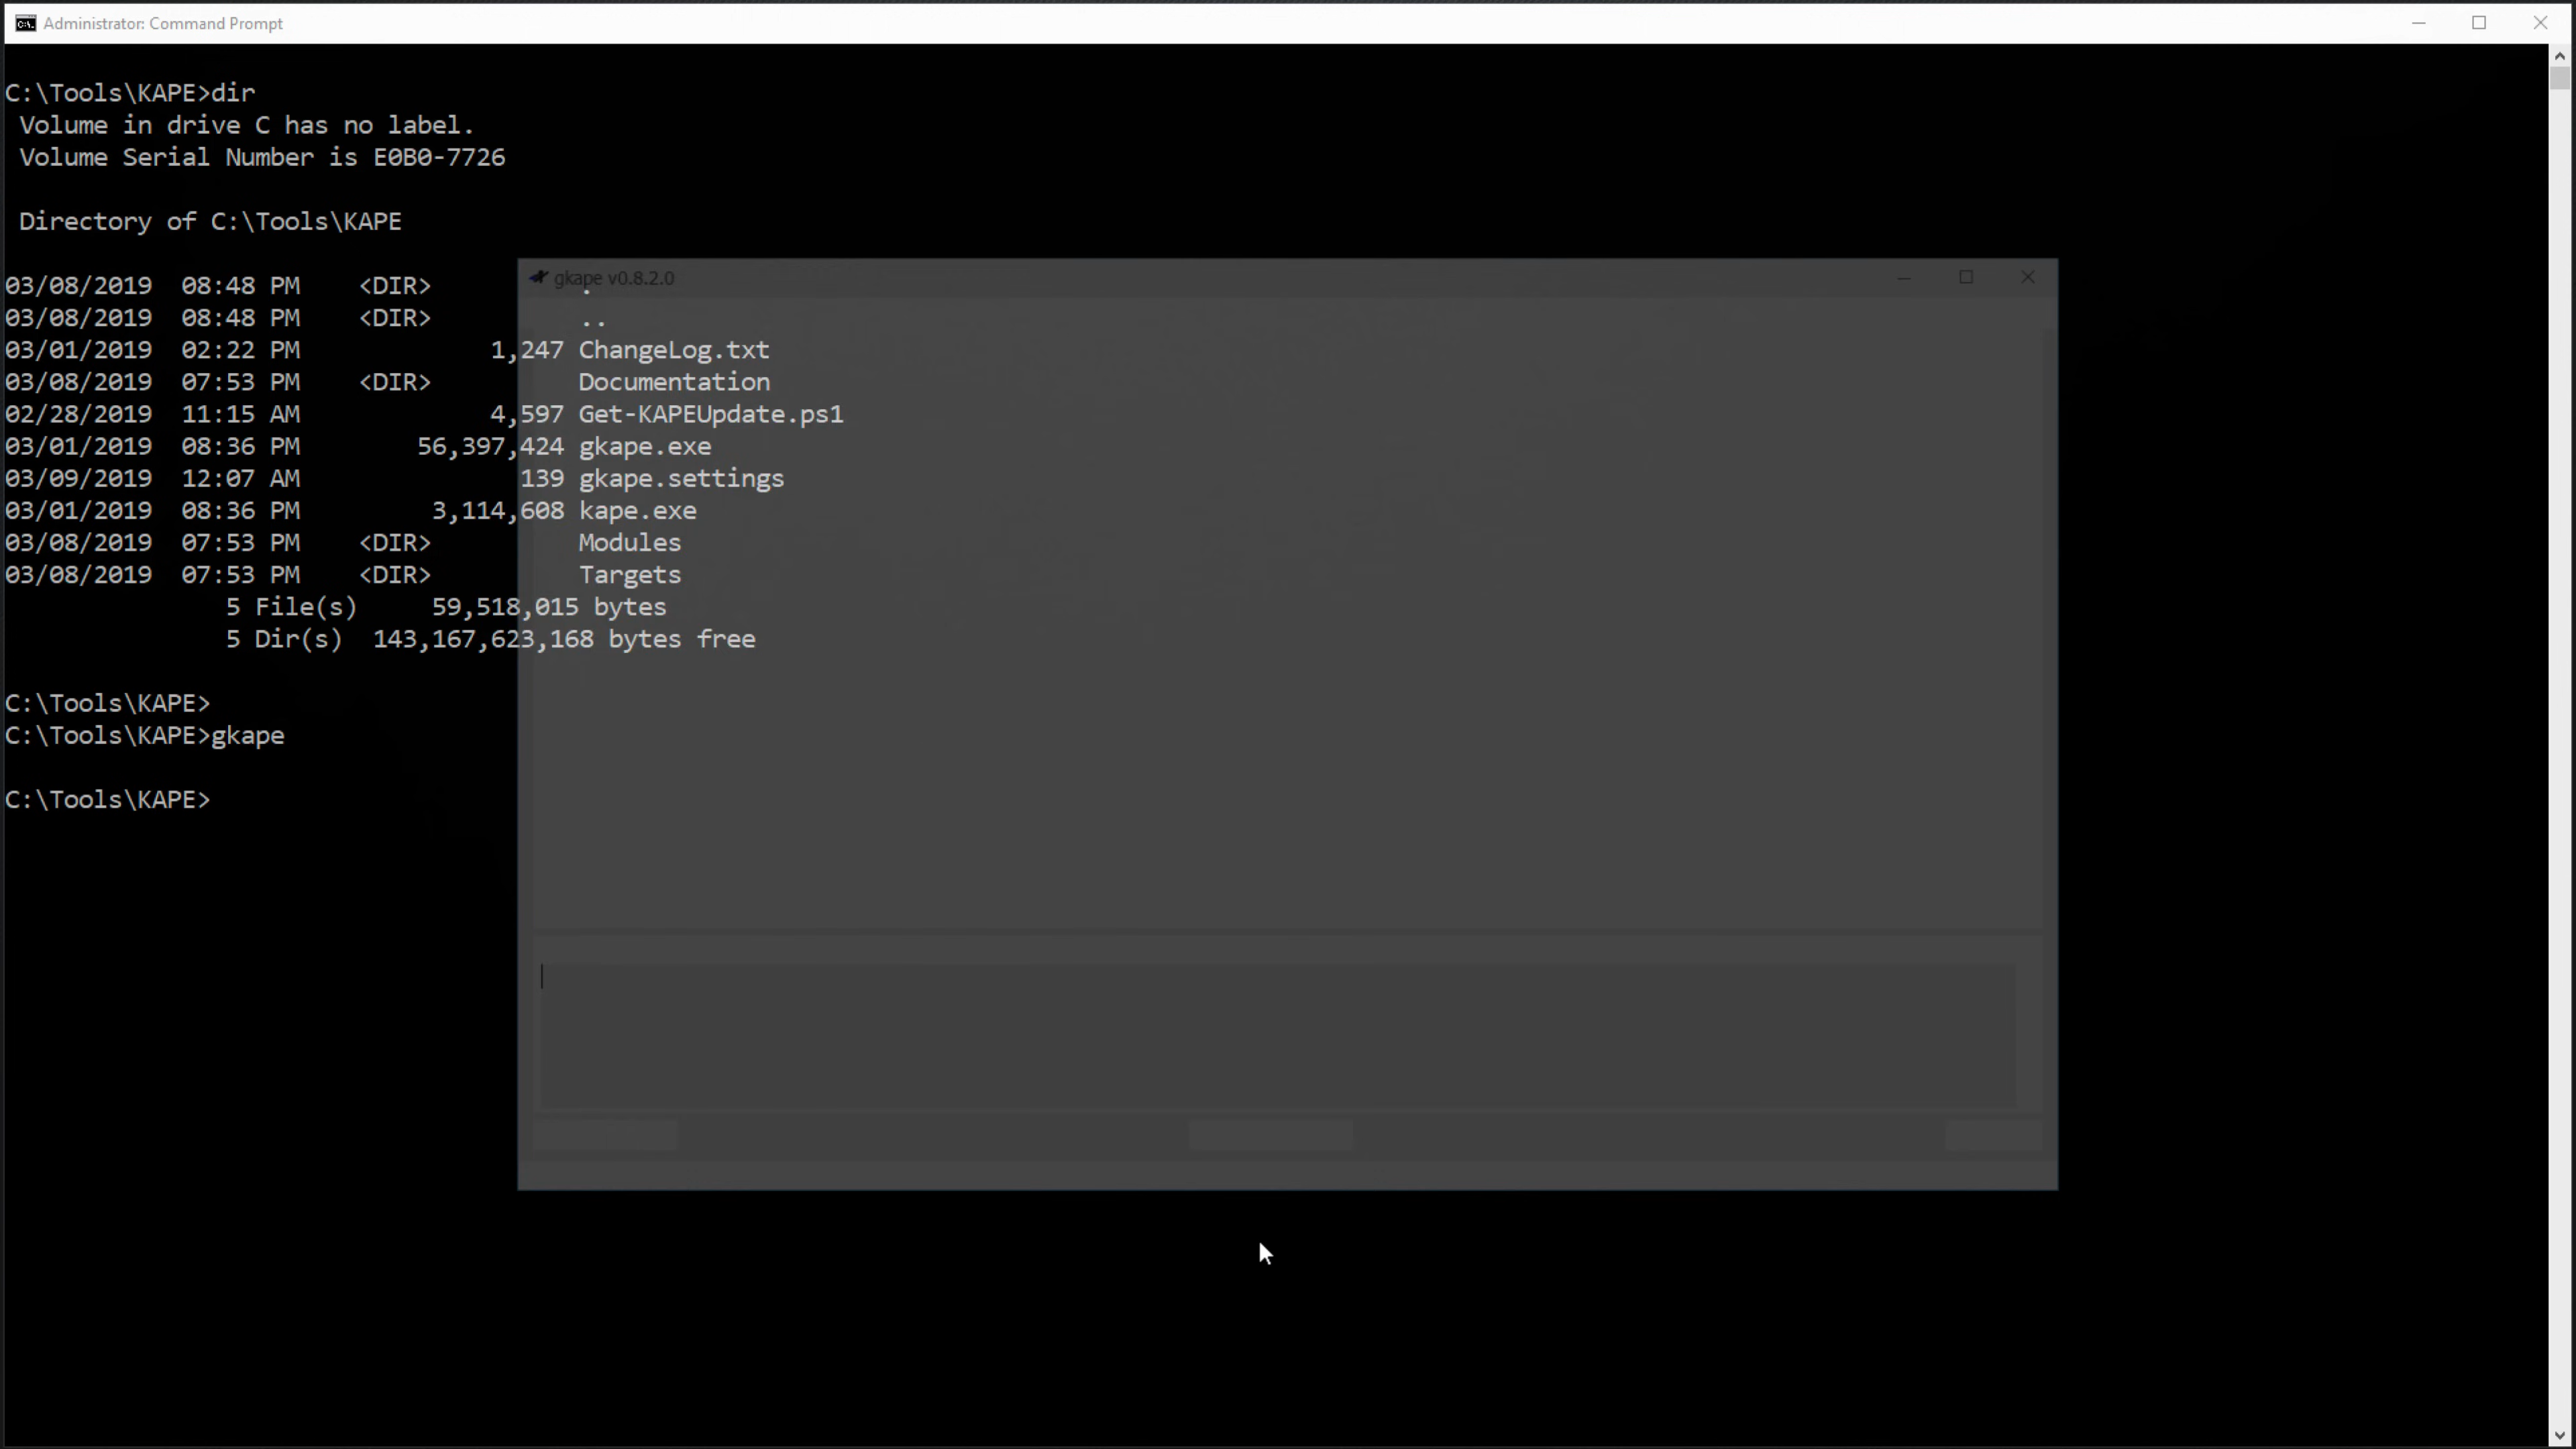 Administrator: Command Prompt
C:\Tools\KAPE>dir
Volume in drive C has no label.
Volume Serial Number is E0B0-7726
Directory of C:\Tools\KAPE
gkape v0.8.2.0
03/08/2019  08:48 PM    <DIR>          .
03/08/2019  08:48 PM    <DIR>          ..
03/01/2019  02:22 PM             1,247 ChangeLog.txt
03/08/2019  07:53 PM    <DIR>          Documentation
02/28/2019  11:15 AM             4,597 Get-KAPEUpdate.ps1
03/01/2019  08:36 PM        56,397,424 gkape.exe
03/09/2019  12:07 AM               139 gkape.settings
03/01/2019  08:36 PM         3,114,608 kape.exe
03/08/2019  07:53 PM    <DIR>          Modules
03/08/2019  07:53 PM    <DIR>          Targets
5 File(s)     59,518,015 bytes
5 Dir(s)  143,167,623,168 bytes free
C:\Tools\KAPE>
C:\Tools\KAPE>gkape
C:\Tools\KAPE>